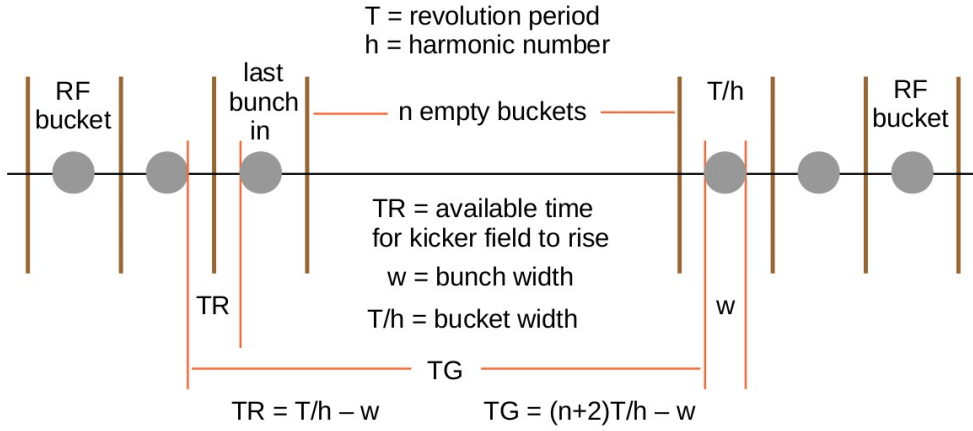 T = revolution period
h = harmonic number
RF
bucket
last
bunch
in
n empty buckets
T/h
RF
bucket
TR = available time
for kicker field to rise
w = bunch width
T/h = bucket width
TR
w
TG
TR = T/h – w
TG = (n+2)T/h – w